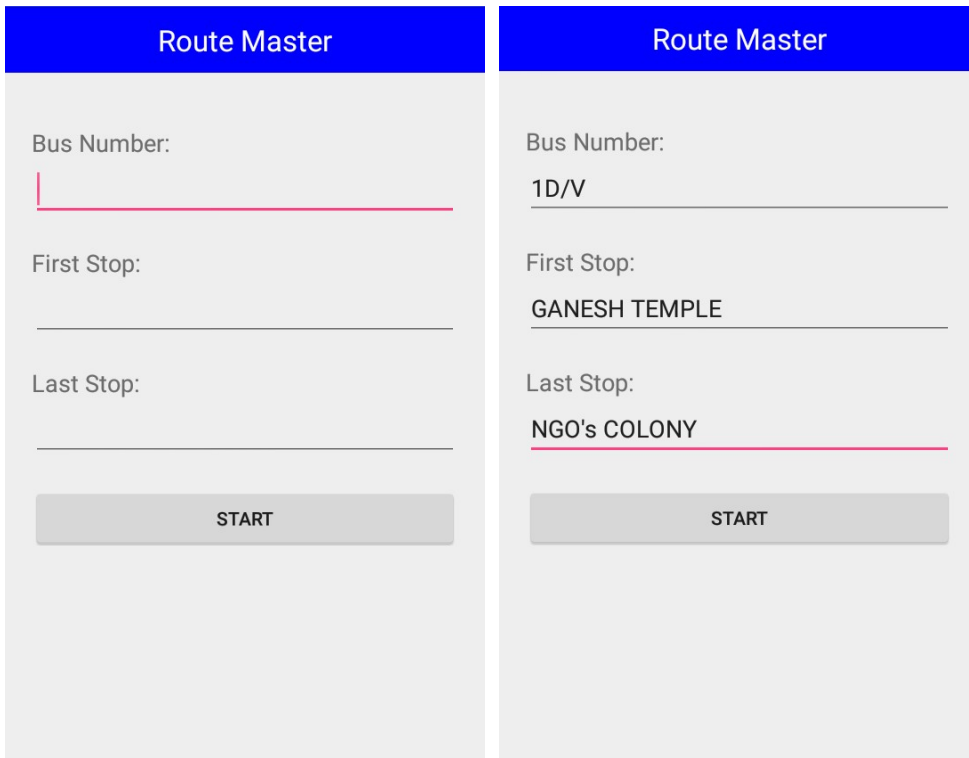 Route Master
Bus Number:
First Stop:
Last Stop:
START
Route Master
Bus Number:
1D/V
First Stop:
GANESH TEMPLE
Last Stop:
NGO's COLONY
START